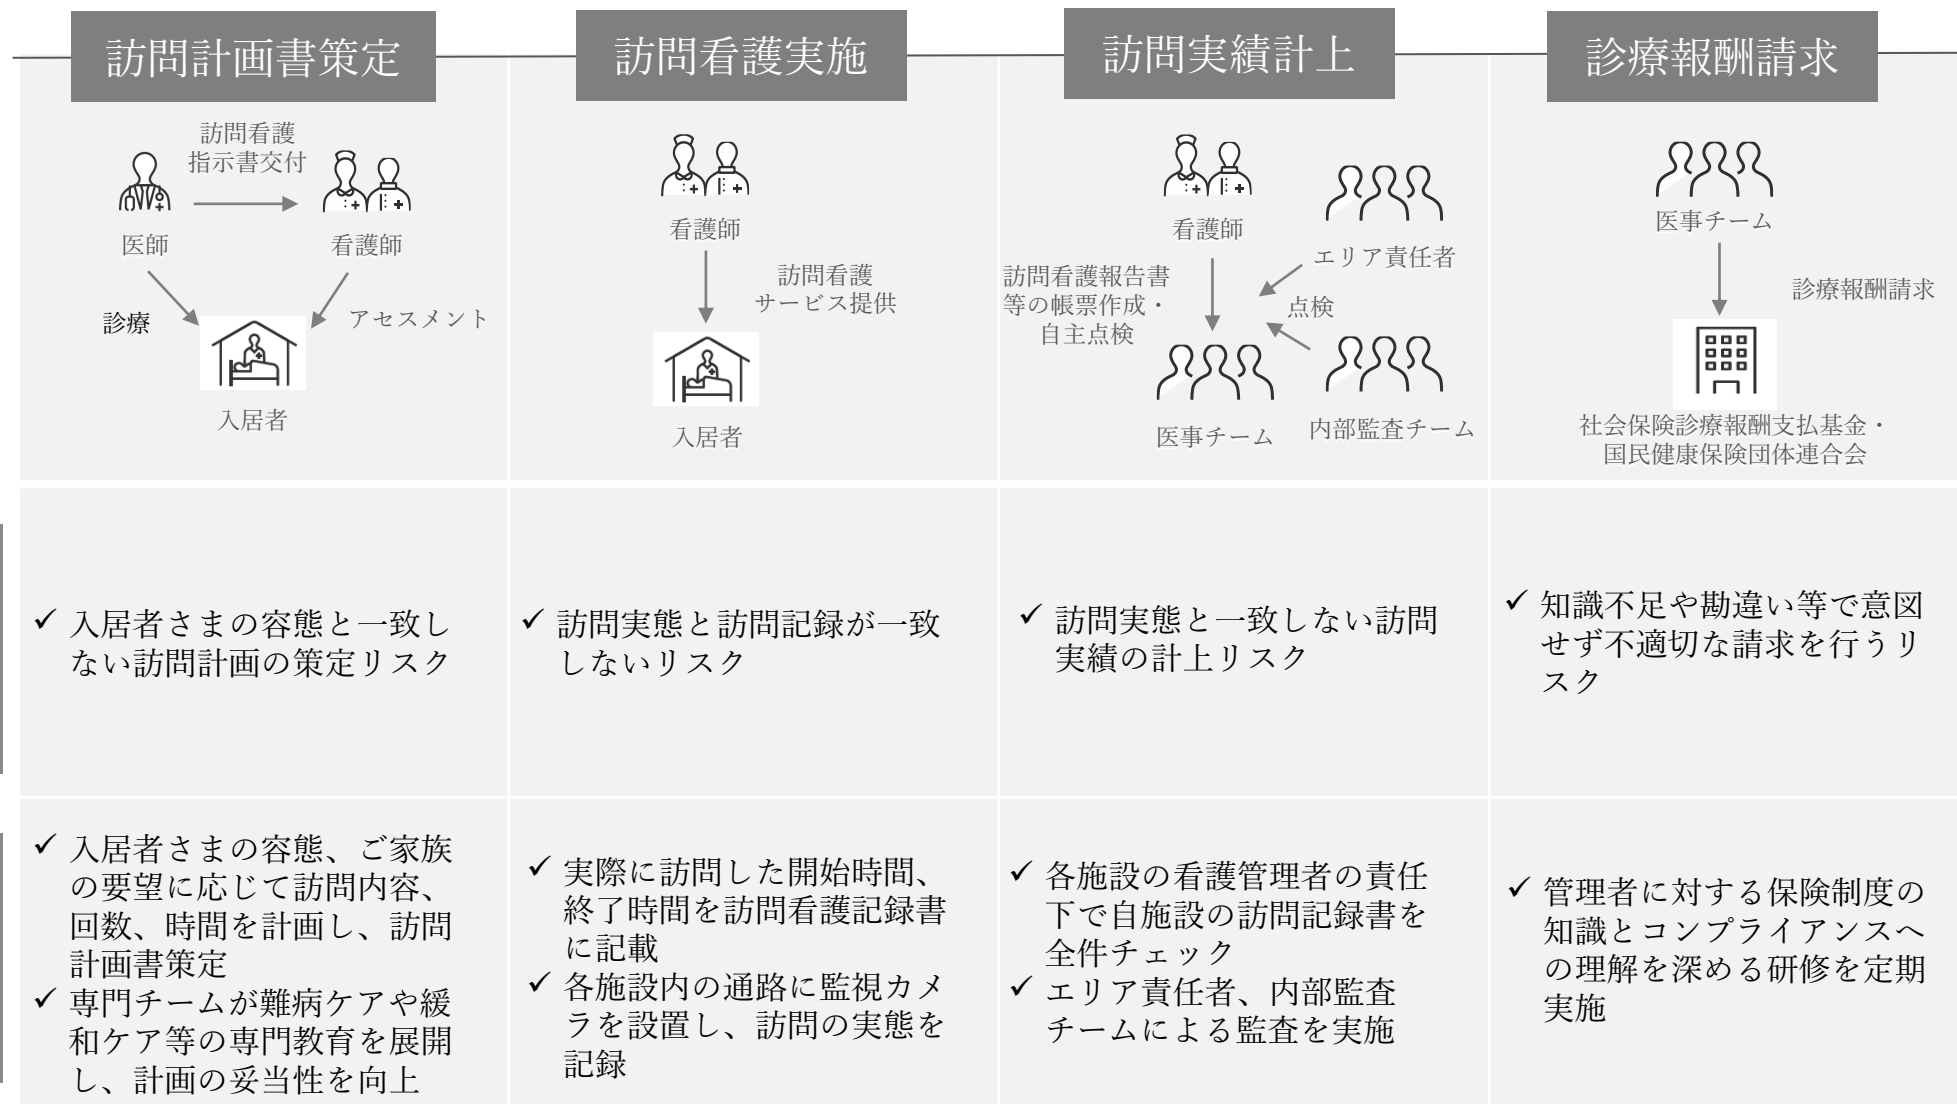 訪問計画書策定
訪問看護実施
訪問実績計上
診療報酬請求
訪問看護
指示書交付
医師
看護師
診療
アセスメント
入居者
看護師
訪問看護
サービス提供
入居者
看護師
エリア責任者
訪問看護報告書
等の帳票作成・
自主点検
点検
医事チーム
内部監査チーム
医事チーム
診療報酬請求
社会保険診療報酬支払基金・
国民健康保険団体連合会
✓ 入居者さまの容態と一致し
ない訪問計画の策定リスク
✓ 訪問実態と訪問記録が一致
しないリスク
✓ 訪問実態と一致しない訪問
実績の計上リスク
✓ 知識不足や勘違い等で意図
せず不適切な請求を行うリ
スク
✓ 入居者さまの容態、ご家族
の要望に応じて訪問内容、
回数、時間を計画し、訪問
計画書策定
✓ 専門チームが難病ケアや緩
和ケア等の専門教育を展開
し、計画の妥当性を向上
✓ 実際に訪問した開始時間、
終了時間を訪問看護記録書
に記載
✓ 各施設内の通路に監視カメ
ラを設置し、訪問の実態を
記録
✓ 各施設の看護管理者の責任
下で自施設の訪問記録書を
全件チェック
✓ エリア責任者、内部監査
チームによる監査を実施
✓ 管理者に対する保険制度の
知識とコンプライアンスへ
の理解を深める研修を定期
実施